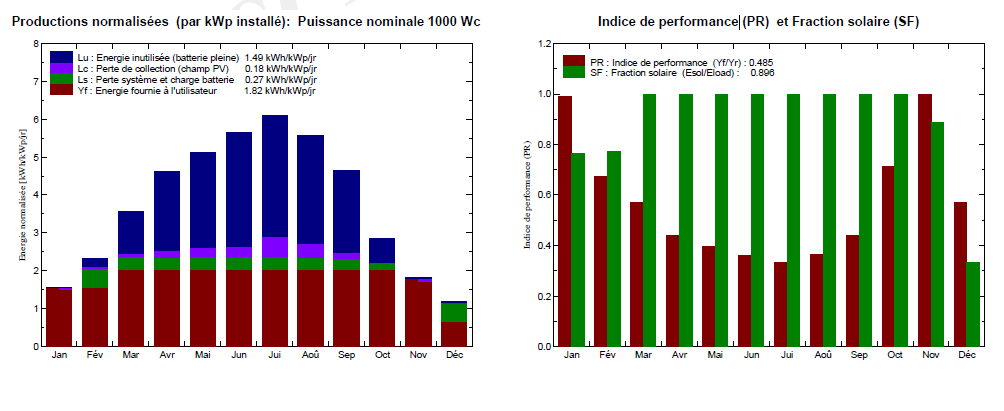 Productions normalisées (par kWp installé): Puissance nominale 1000 Wc
8
7
6
5
4
3
2
1
0
Energie normalisée [kWh/kWp/jr]
Lu : Energie inutilisée (batterie pleine) 1.49 kWh/kWp/jr
Lc : Perte de collection (champ PV) 0.18 kWh/kWp/jr
Ls : Perte système et charge batterie 0.27 kWh/kWp/jr
Yf : Energie fournie à l'utilisateur 1.82 kWh/kWp/jr
Jan Fév Mar Avr Mai Jun Jui Aoû Sep Oct Nov Déc
Indice de performance (PR) et Fraction solaire (SF)
1.2
1.0
0.8
0.6
0.4
0.2
0.0
Indice de performance (PR)
PR : Indice de performance (Yf/Yr) : 0.485
SF : Fraction solaire (Esol/Eload) : 0.896
Jan Fév Mar Avr Mai Jun Jui Aoû Sep Oct Nov Déc